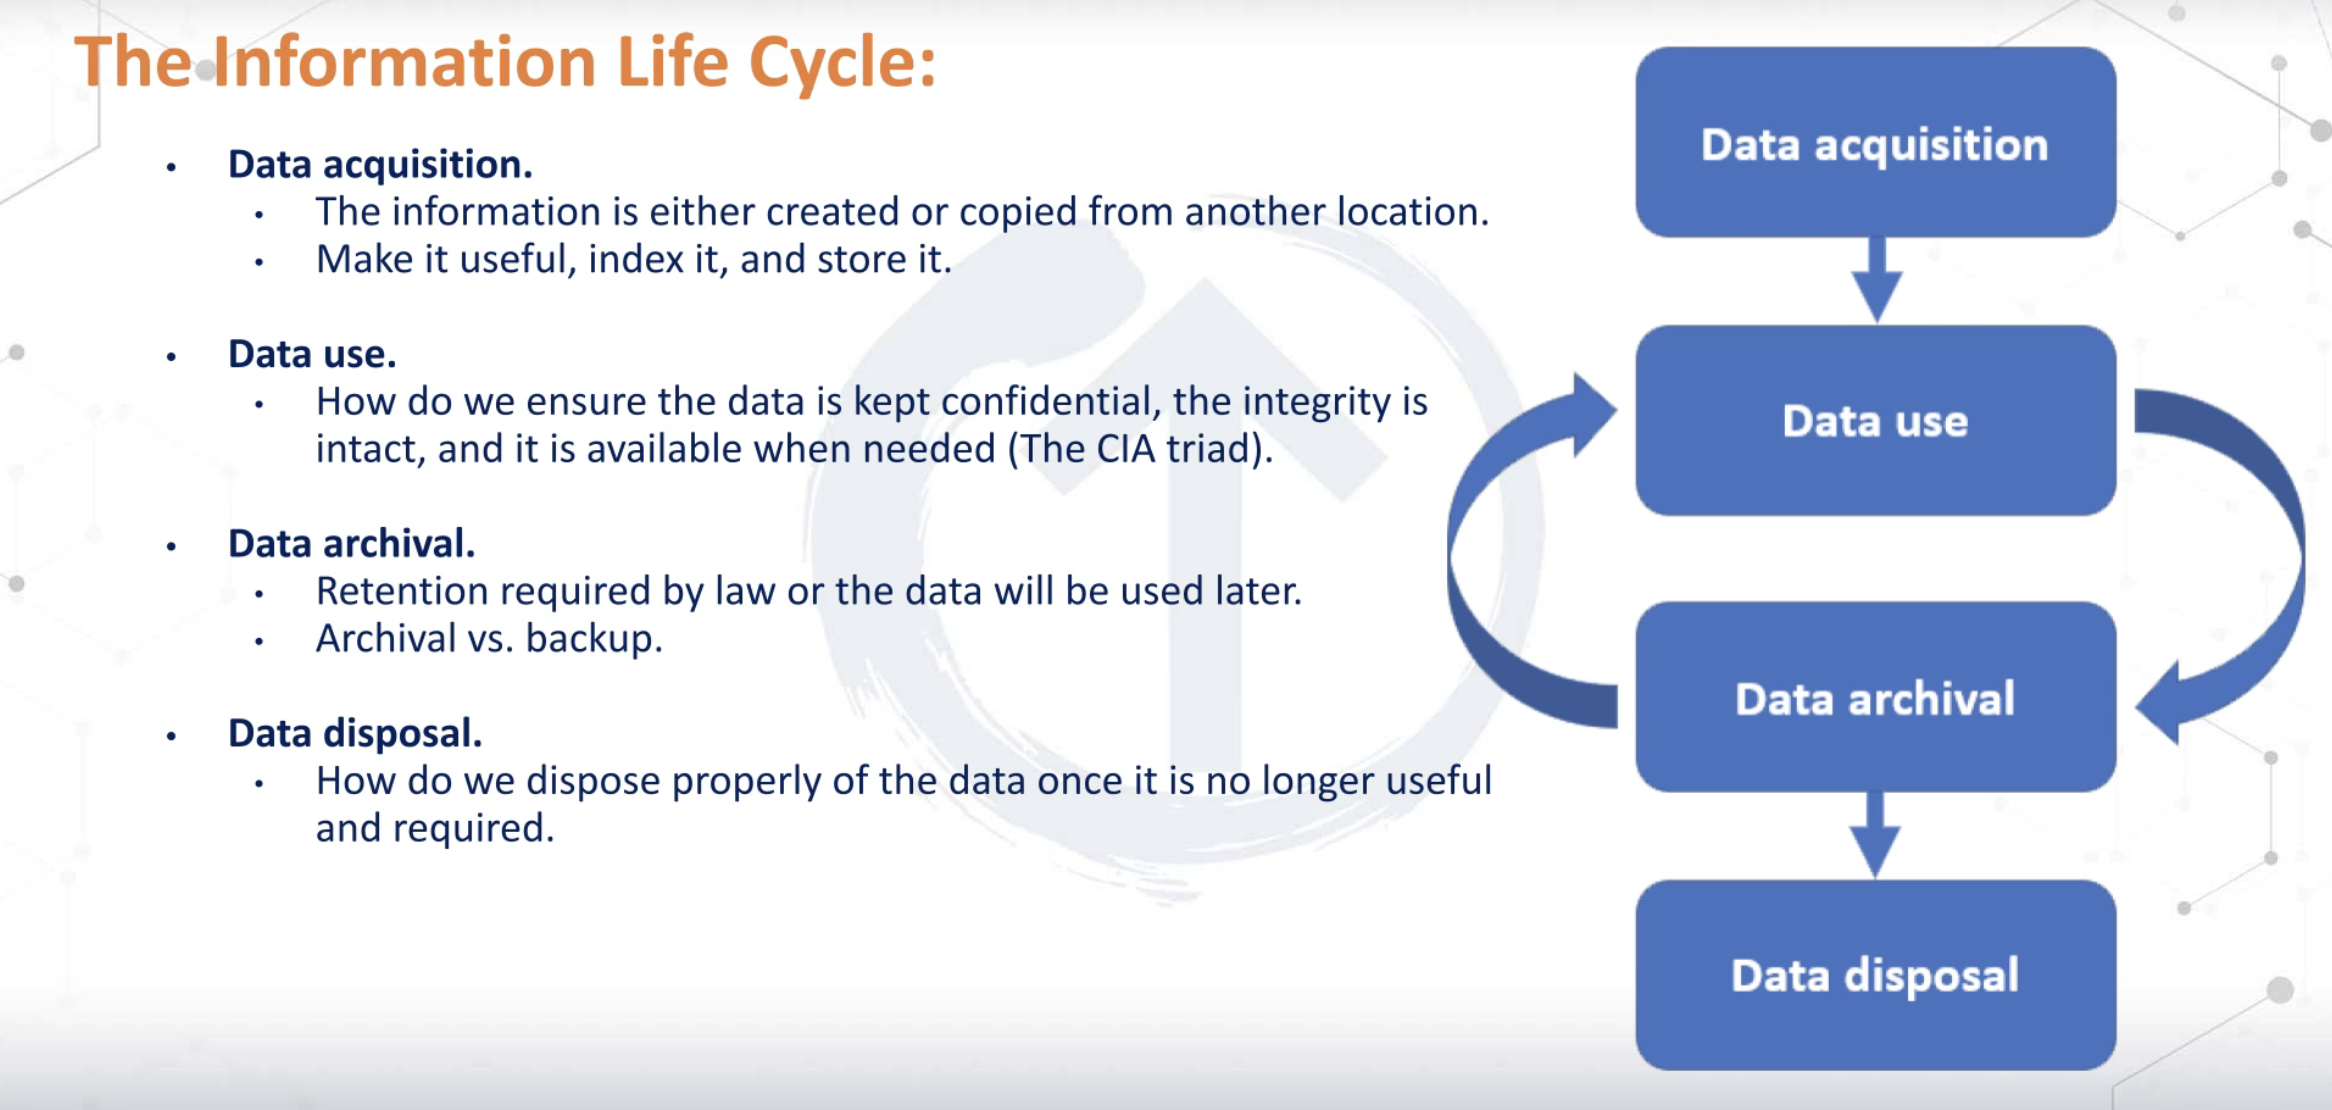 The Information Life Cycle:
• Data acquisition.
• The information is either created or copied from another location.
• Make it useful, index it, and store it.
• Data use.
• How do we ensure the data is kept confidential, the integrity is
intact, and it is available when needed (The CIA triad).
• Data archival.
• Retention required by law or the data will be used later.
• Archival vs. backup.
• Data disposal.
• How do we dispose properly of the data once it is no longer useful
and required.
Data acquisition
Data use
Data archival
Data disposal